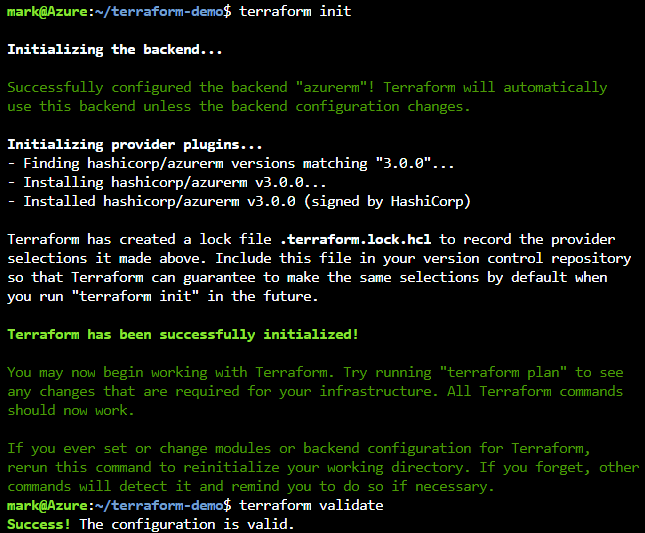 mark@Azure:~/terraform-demo$ terraform init
Initializing the backend...
Successfully configured the backend "azurerm"! Terraform will automatically
use this backend unless the backend configuration changes.
Initializing provider plugins...
- Finding hashicorp/azurerm versions matching "3.0.0"...
- Installing hashicorp/azurerm v3.0.0...
- Installed hashicorp/azurerm v3.0.0 (signed by HashiCorp)
Terraform has created a lock file .terraform.lock.hcl to record the provider
selections it made above. Include this file in your version control repository
so that Terraform can guarantee to make the same selections by default when
you run "terraform init" in the future.
Terraform has been successfully initialized!
You may now begin working with Terraform. Try running "terraform plan" to see
any changes that are required for your infrastructure. All Terraform commands
should now work.
If you ever set or change modules or backend configuration for Terraform,
rerun this command to reinitialize your working directory. If you forget, other
commands will detect it and remind you to do so if necessary.
mark@Azure:~/terraform-demo$ terraform validate
Success! The configuration is valid.